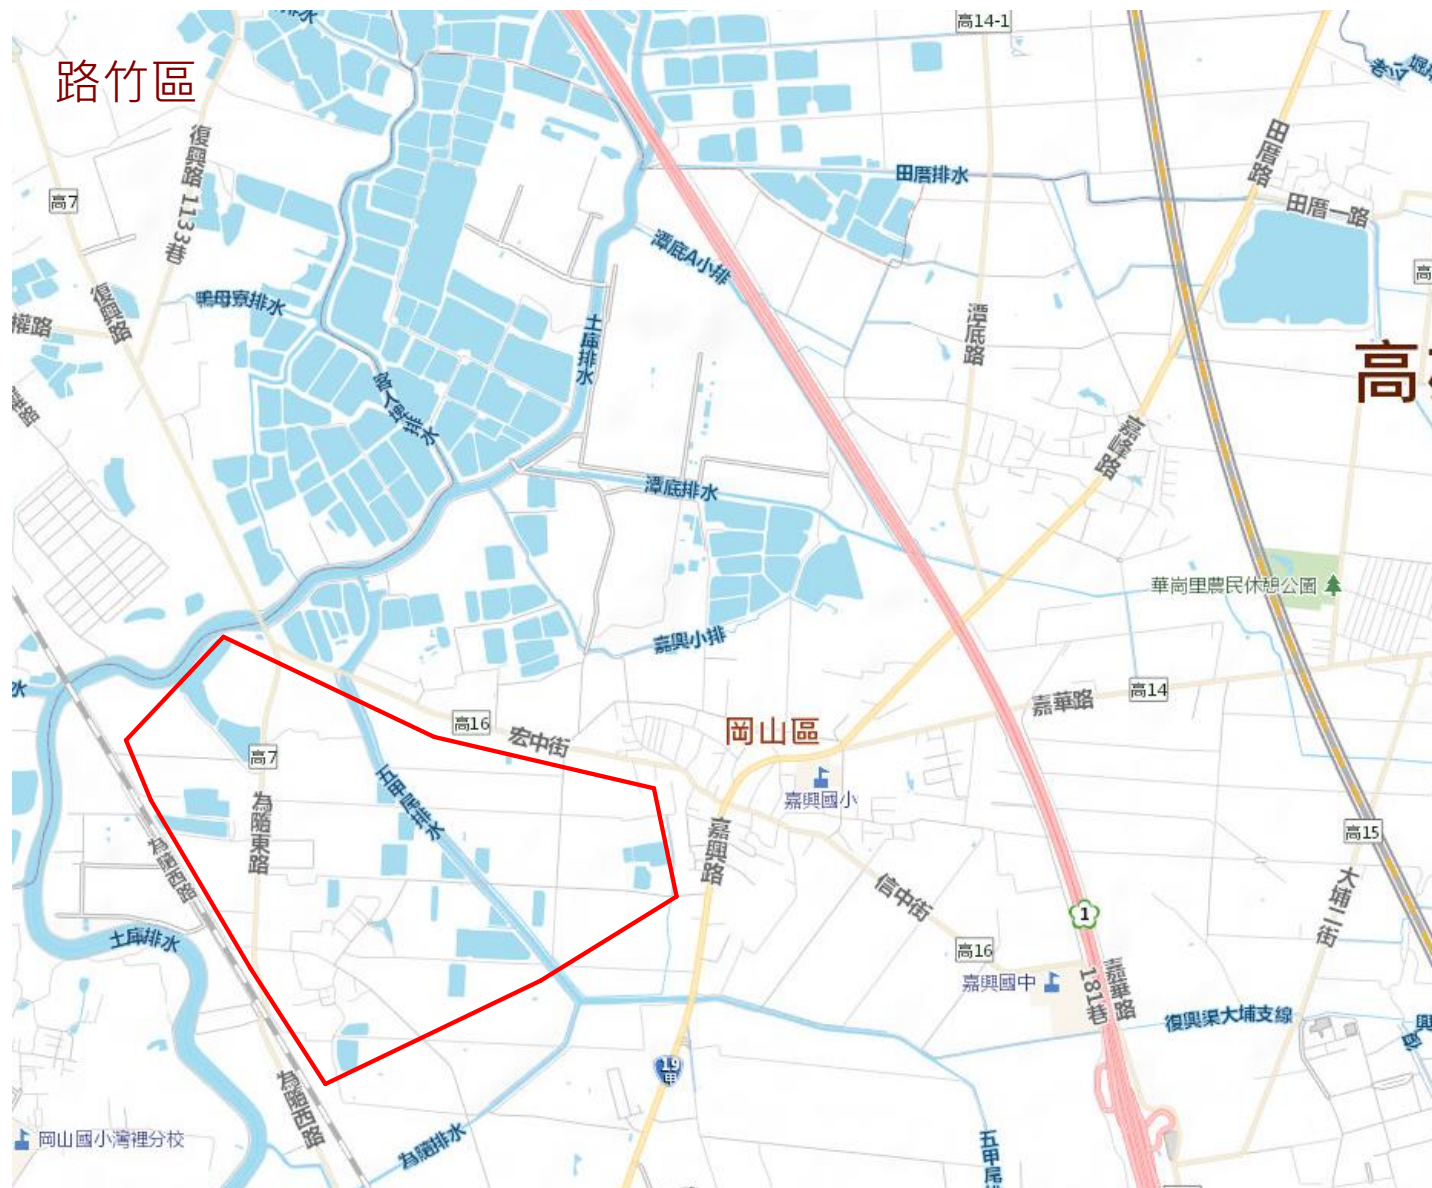 高14-1
路竹區
復興路 1133巷
高7
田厝路
田厝排水
田厝一路
潭底A小排
復興路
鴨母寮排水
權路
土庫排水
潭底路
高
客人埤排水
嘉峰路
潭底排水
華崗里農民休憩公園
嘉興小排
水
高14
嘉華路
高16
宏中街
岡山區
高7
五甲尾排水
嘉興國小
為隨東路
嘉興路
高15
為隨西路
信中街
大埔二街
1
土庫排水
高16
嘉興國中
嘉華路
181巷
復興渠大埔支線
19甲
為隨西路
岡山國小灣裡分校
為隨排水
五甲尾